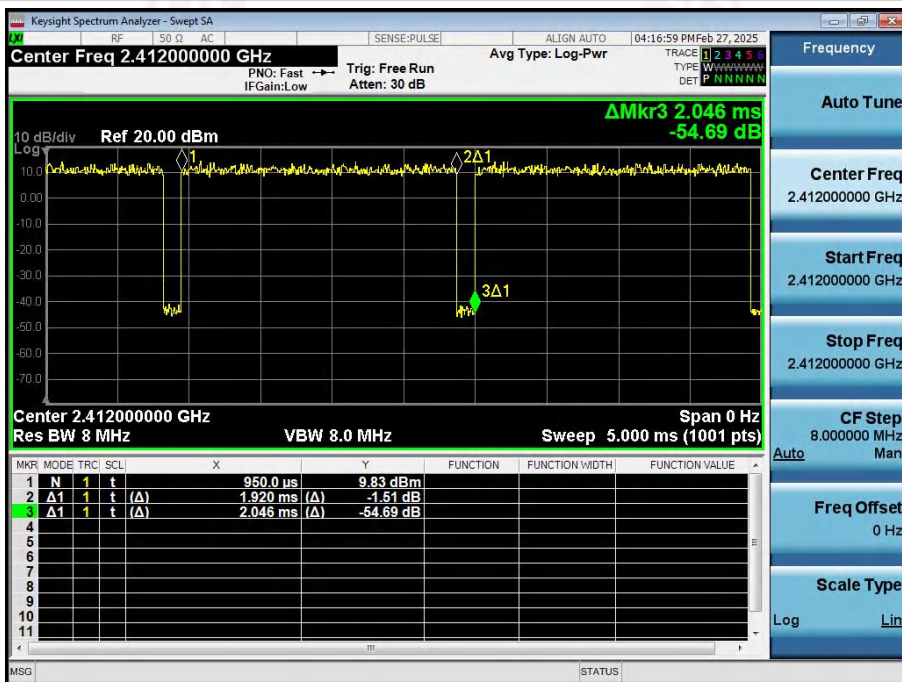 Keysight Spectrum Analyzer - Swept SA
LXI RF 50 Ω AC SENSE:PULSE ALIGN AUTO 04:16:59 PM Feb 27, 2025
Center Freq 2.412000000 GHz
PNO: Fast
IFGain:Low
Trig: Free Run
Atten: 30 dB
Avg Type: Log-Pwr
TRACE 1 2 3 4 5 6
TYPE WWWWWW
DET P N N N N N
ΔMkr3 2.046 ms
-54.69 dB
10 dB/div Ref 20.00 dBm
Log
1
2Δ1
3Δ1
10.0
0.00
-10.0
-20.0
-30.0
-40.0
-50.0
-60.0
-70.0
Center 2.412000000 GHz Span 0 Hz
Res BW 8 MHz VBW 8.0 MHz Sweep 5.000 ms (1001 pts)
MKR MODE TRC SCL X Y FUNCTION FUNCTION WIDTH FUNCTION VALUE
1 N 1 t 950.0 µs 9.83 dBm
2 Δ1 1 t (Δ) 1.920 ms (Δ) -1.51 dB
3 Δ1 1 t (Δ) 2.046 ms (Δ) -54.69 dB
4
5
6
7
8
9
10
11
MSG STATUS
Frequency
Auto Tune
Center Freq
2.412000000 GHz
Start Freq
2.412000000 GHz
Stop Freq
2.412000000 GHz
CF Step
8.000000 MHz
Auto Man
Freq Offset
0 Hz
Scale Type
Log Lin